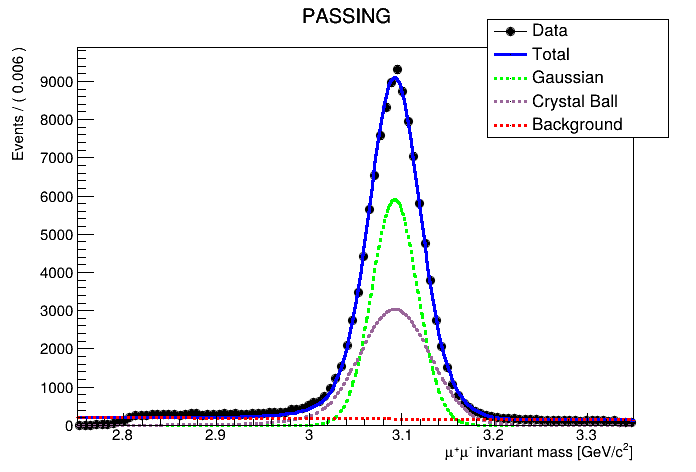 PASSING
Data
Total
Gaussian
Crystal Ball
Background
Events / ( 0.006 )
9000
8000
7000
6000
5000
4000
3000
2000
1000
0
2.8 2.9 3 3.1 3.2 3.3
μ⁺μ⁻ invariant mass [GeV/c²]